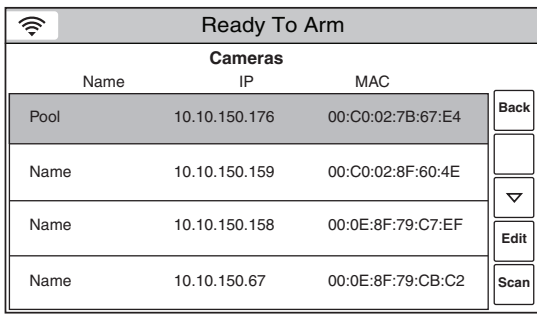 Ready To Arm
Cameras
Name IP MAC
Back
Pool 10.10.150.176 00:C0:02:7B:67:E4
Name 10.10.150.159 00:C0:02:8F:60:4E
Name 10.10.150.158 00:0E:8F:79:C7:EF
Edit
Name 10.10.150.67 00:0E:8F:79:CB:C2
Scan